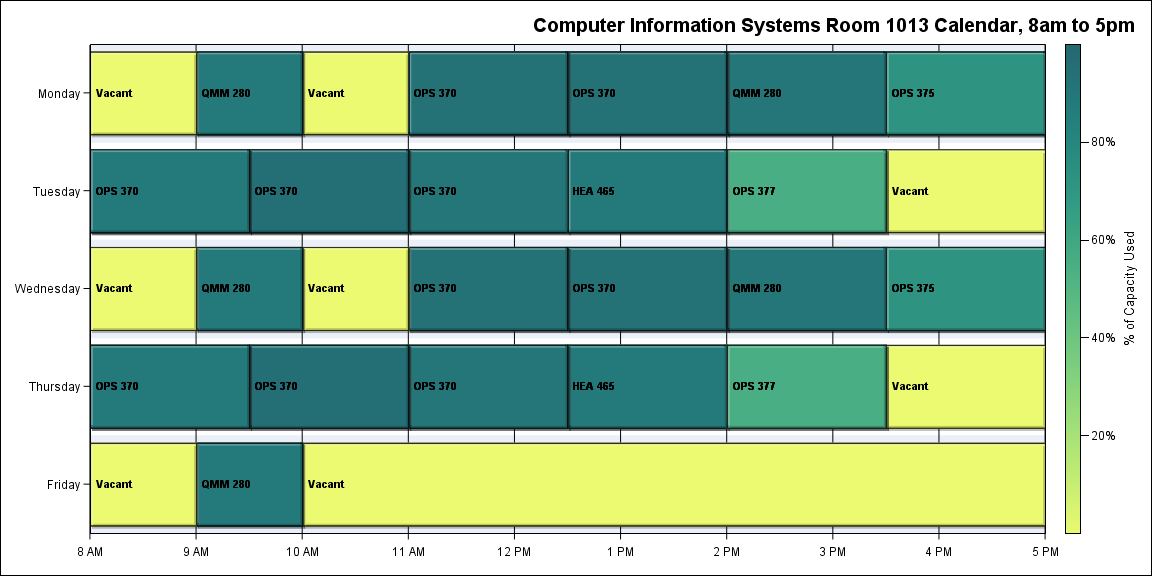 Computer Information Systems Room 1013 Calendar, 8am to 5pm
Monday
Vacant
QMM 280
Vacant
OPS 370
OPS 370
QMM 280
OPS 375
Tuesday
OPS 370
OPS 370
OPS 370
HEA 465
OPS 377
Vacant
Wednesday
Vacant
QMM 280
Vacant
OPS 370
OPS 370
QMM 280
OPS 375
Thursday
OPS 370
OPS 370
OPS 370
HEA 465
OPS 377
Vacant
Friday
Vacant
QMM 280
Vacant
8 AM
9 AM
10 AM
11 AM
12 PM
1 PM
2 PM
3 PM
4 PM
5 PM
80%
60%
40%
20%
% of Capacity Used